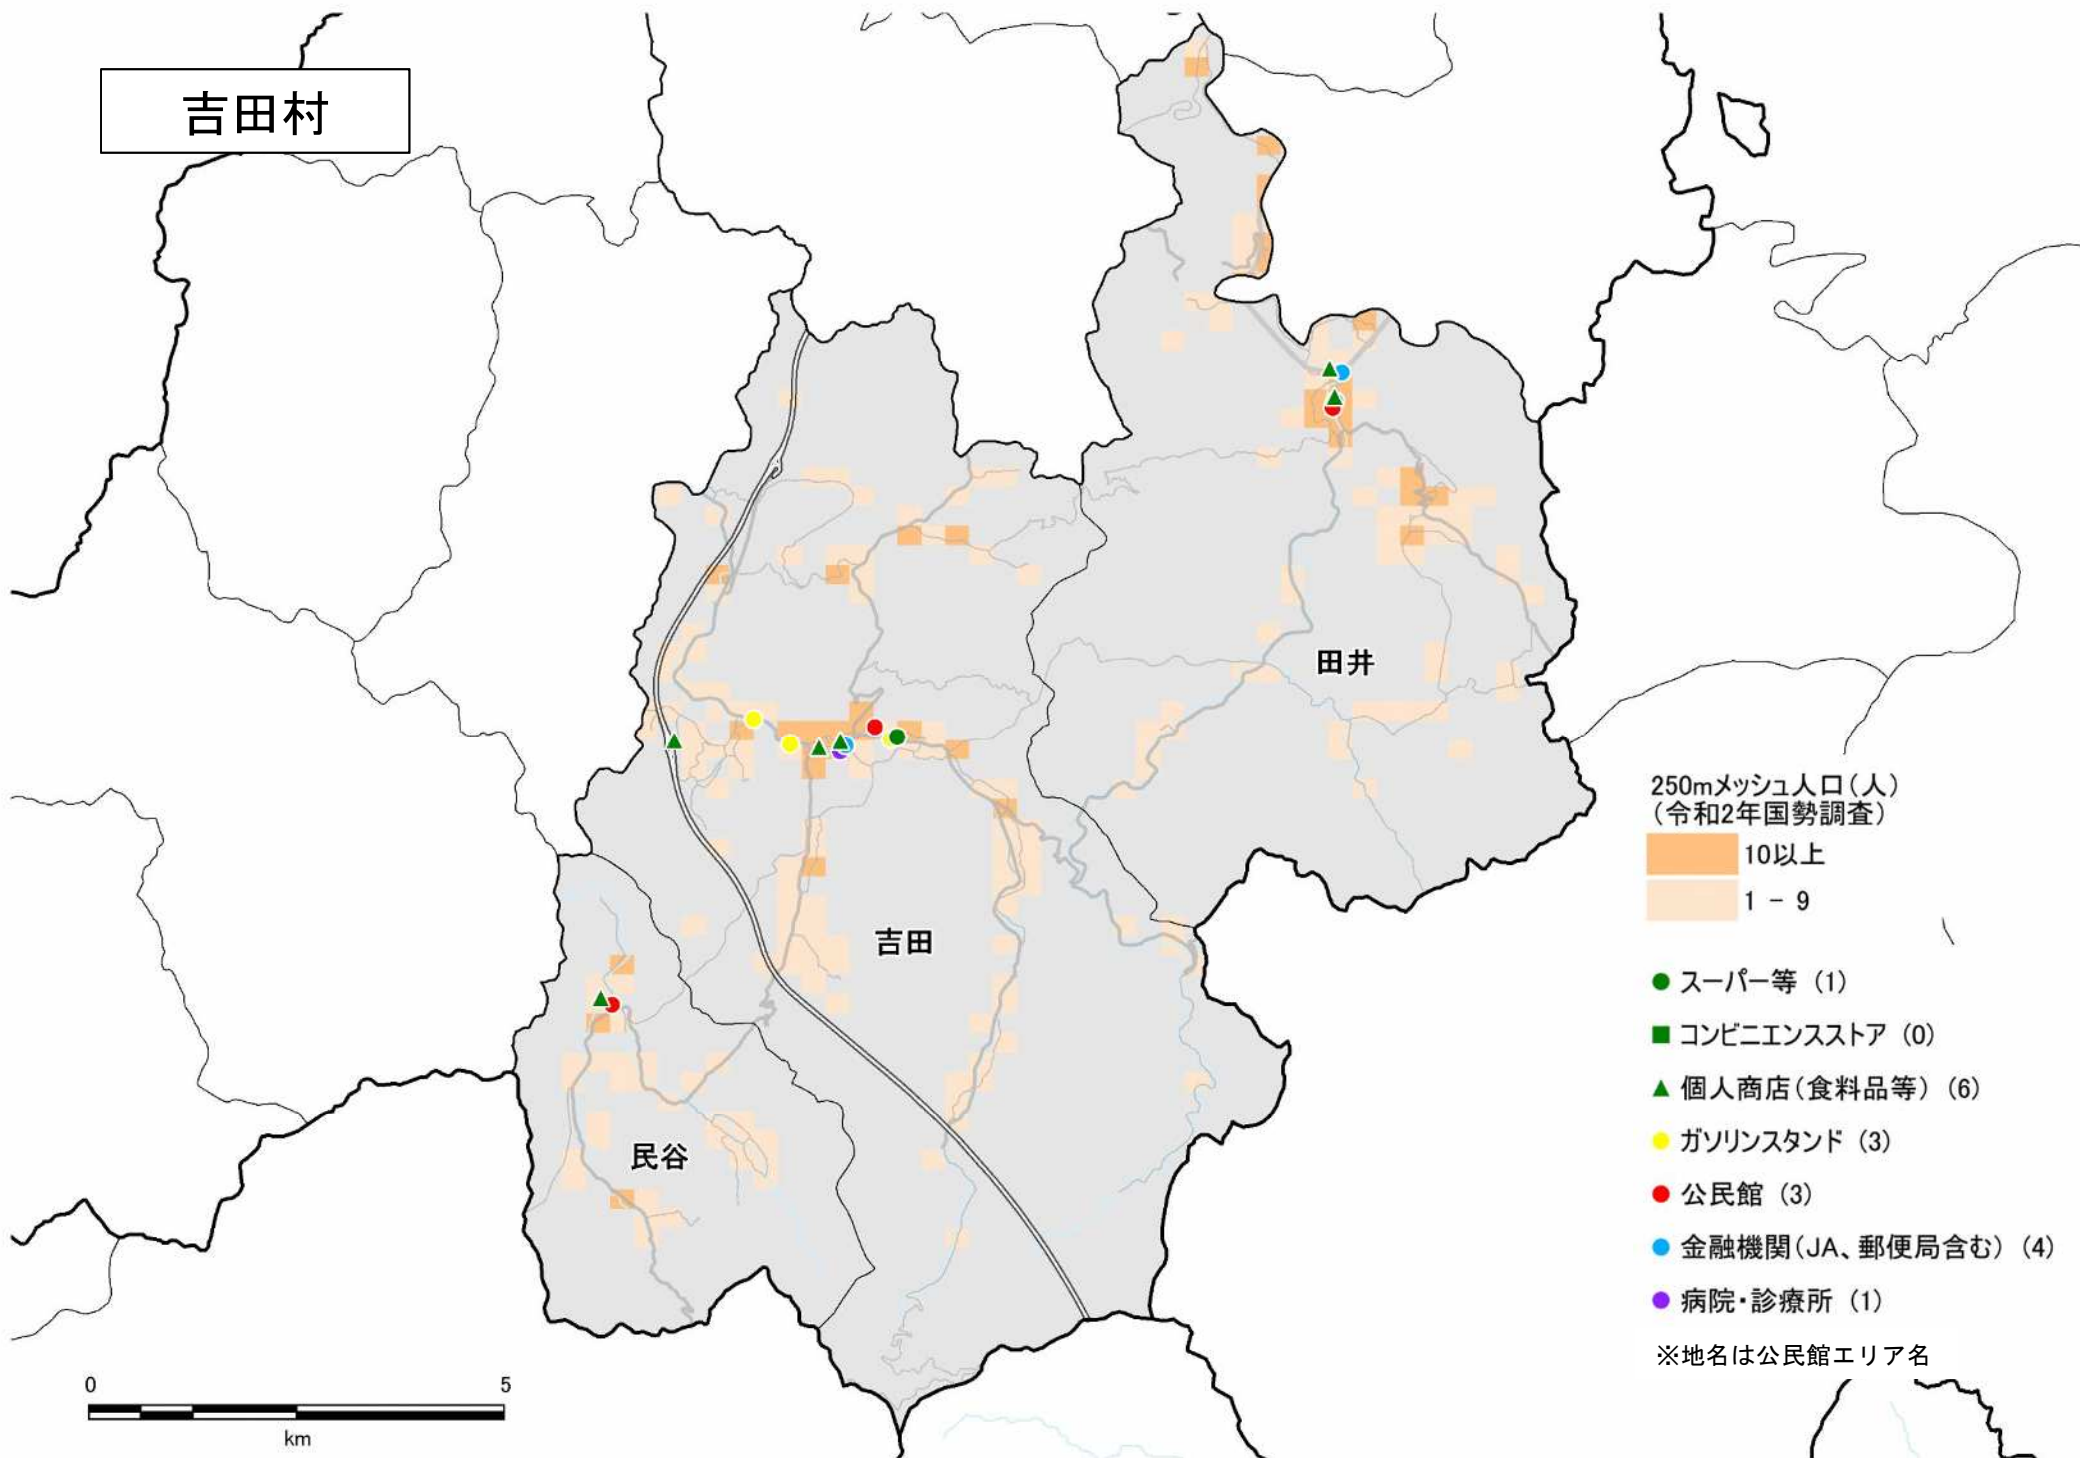 吉田村
田井
吉田
民谷
250mメッシュ人口(人)
(令和2年国勢調査)
10以上
1 - 9
スーパー等 (1)
コンビニエンスストア (0)
個人商店(食料品等) (6)
ガソリンスタンド (3)
公民館 (3)
金融機関(JA、郵便局含む) (4)
病院・診療所 (1)
※地名は公民館エリア名
0 5
km